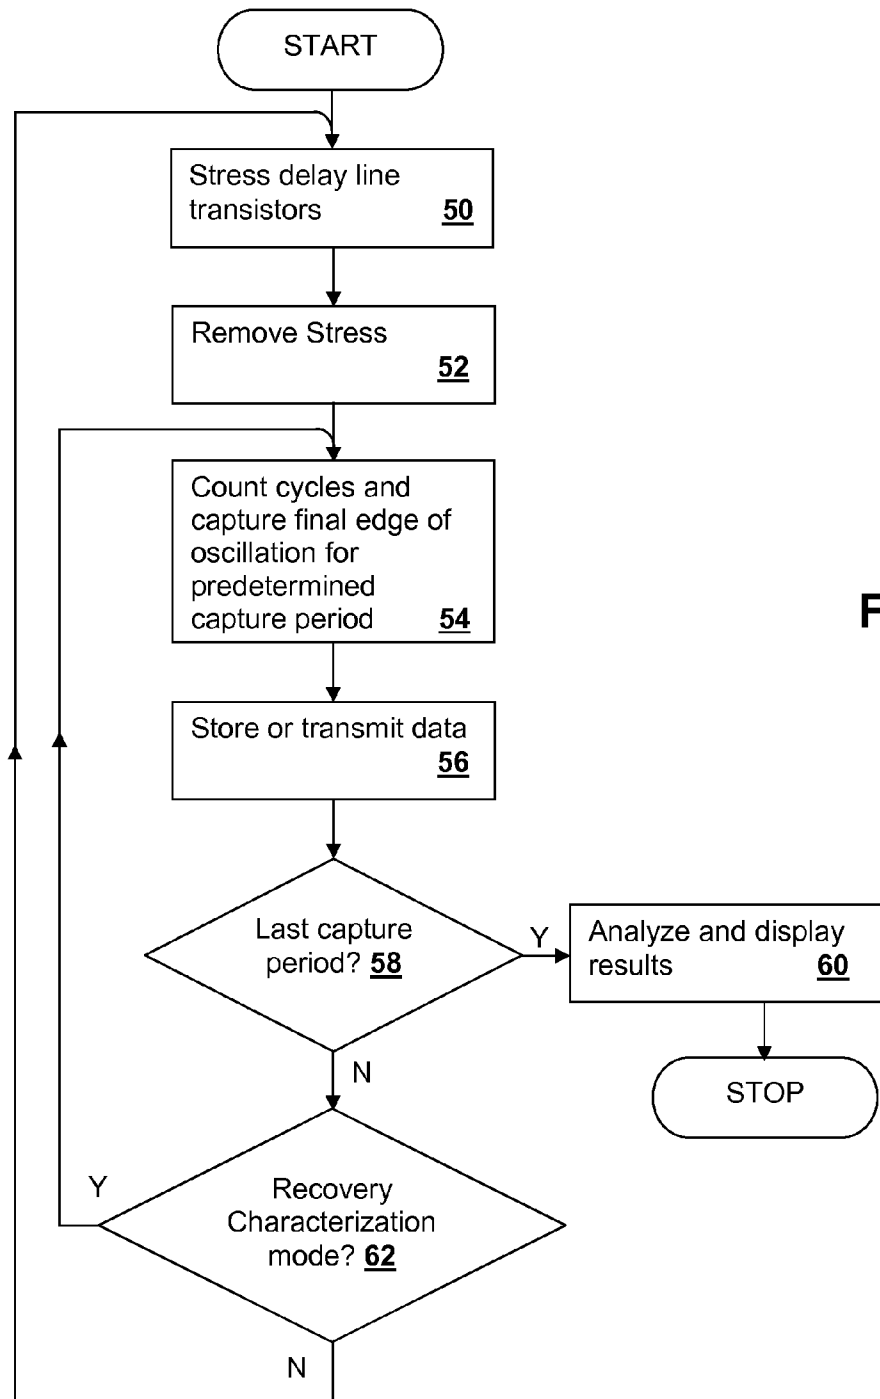 START
Stress delay line
transistors 50
Remove Stress
52
Count cycles and
capture final edge of
oscillation for
predetermined
capture period 54
F
Store or transmit data
56
Last capture
period? 58
Y
Analyze and display
results 60
N
STOP
Y
Recovery
Characterization
mode? 62
N